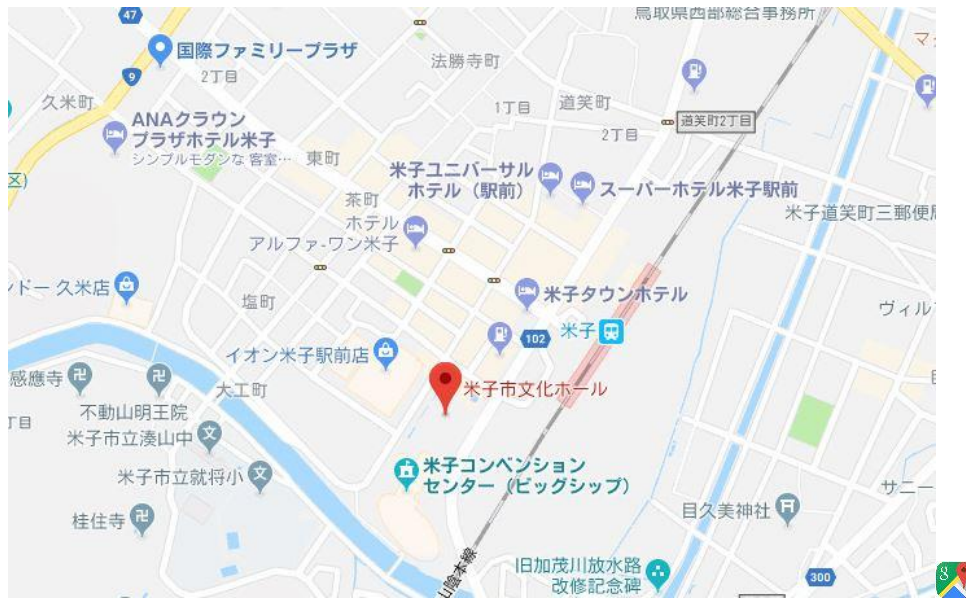 47
鳥取県西部総合事務所
国際ファミリープラザ
法勝寺町
マ
9
2丁目
久米町
ANAクラウン
プラザホテル米子
シンプルモダンな 客室…
1丁目
道笑町
道笑町2丁目
2丁目
東町
米子ユニバーサル
ホテル（駅前）
スーパーホテル米子駅前
区)
茶町
米子道笑町三郵便局
ホテル
アルファーワン米子
ンドー 久米店
塩町
米子タウンホテル
ヴィル
102
米子
イオン米子駅前店
感應寺
大工町
米子市文化ホール
不動山明王院
丁目
米子市立湊山中
米子コンベンション
センター（ビッグシップ）
米子市立就将小
サニー
目久美神社
桂住寺
山陰本線
旧加茂川放水路
改修記念碑
300
8